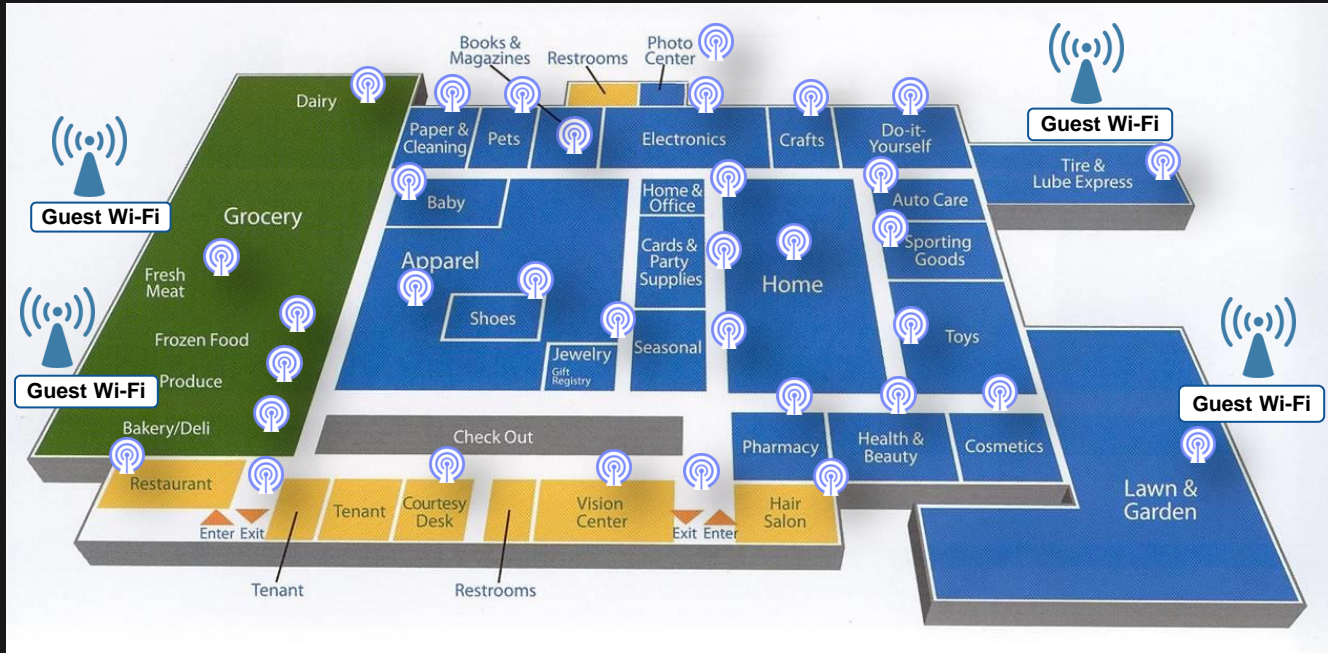 Books &
Magazines
Restrooms
Photo
Center
Guest Wi-Fi
Dairy
Paper &
Cleaning
Pets
Electronics
Crafts
Do-it-
Yourself
Tire &
Lube Express
Guest Wi-Fi
Grocery
Baby
Home &
Office
Auto Care
Apparel
Cards &
Party
Supplies
Sporting
Goods
Home
Fresh
Meat
Shoes
Frozen Food
Seasonal
Toys
Jewelry
Gift
Registry
Guest Wi-Fi
Produce
Guest Wi-Fi
Bakery/Deli
Check Out
Pharmacy
Health &
Beauty
Cosmetics
Restaurant
Tenant
Courtesy
Desk
Vision
Center
Hair
Salon
Lawn &
Garden
Enter Exit
Exit Enter
Tenant
Restrooms